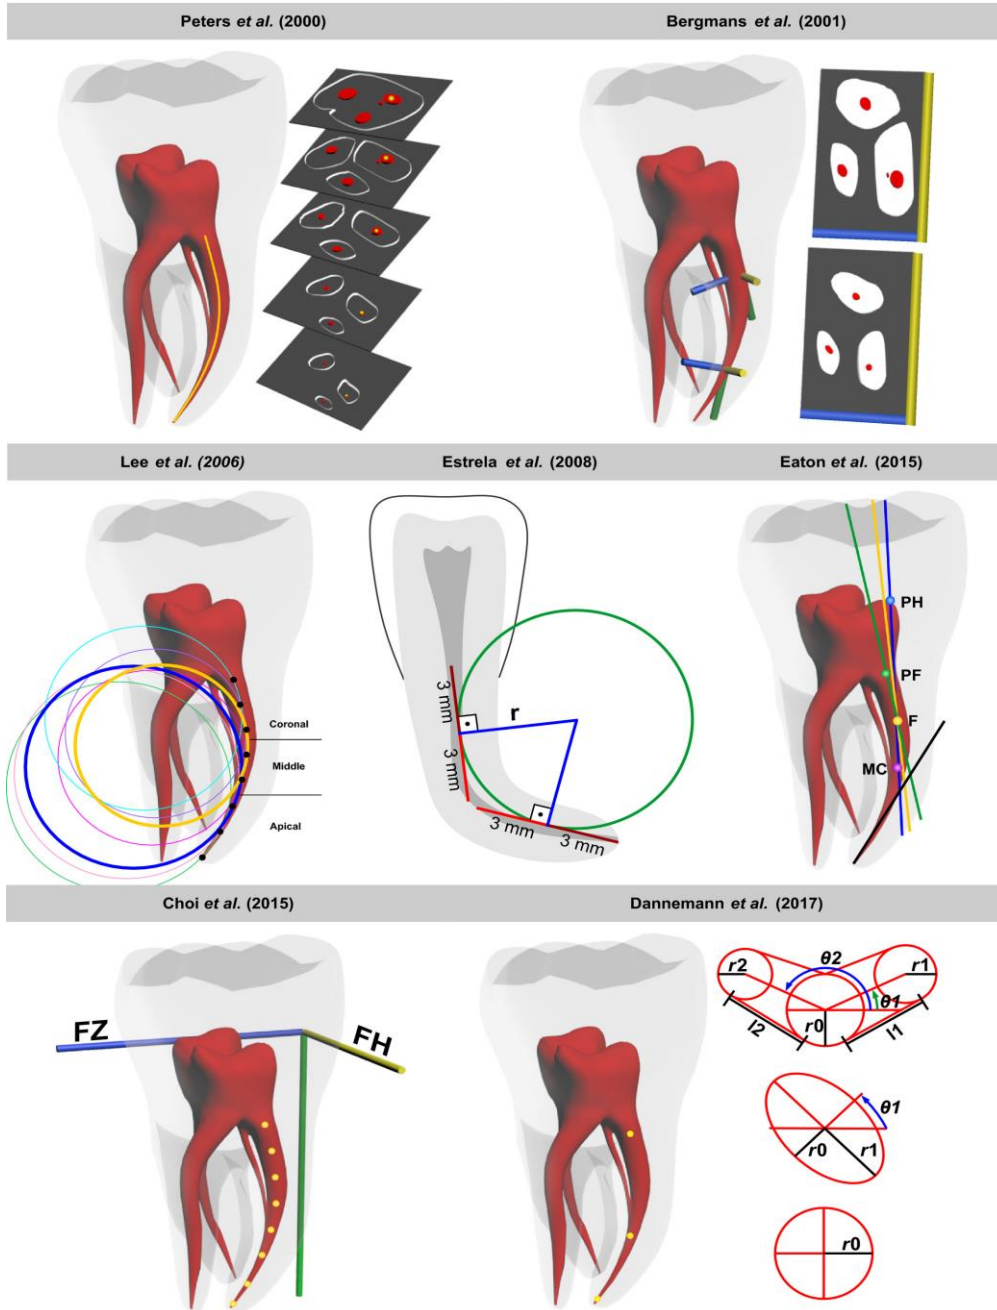 Peters et al. (2000)
Bergmans et al. (2001)
Lee et al. (2006)
Estrela et al. (2008)
Eaton et al. (2015)
Coronal
Middle
Apical
3 mm
3 mm
r
3 mm
3 mm
PH
PF
F
MC
Choi et al. (2015)
Dannemann et al. (2017)
FZ
FH
r2
θ2
r1
θ1
l2
r0
l1
θ1
r0
r1
r0